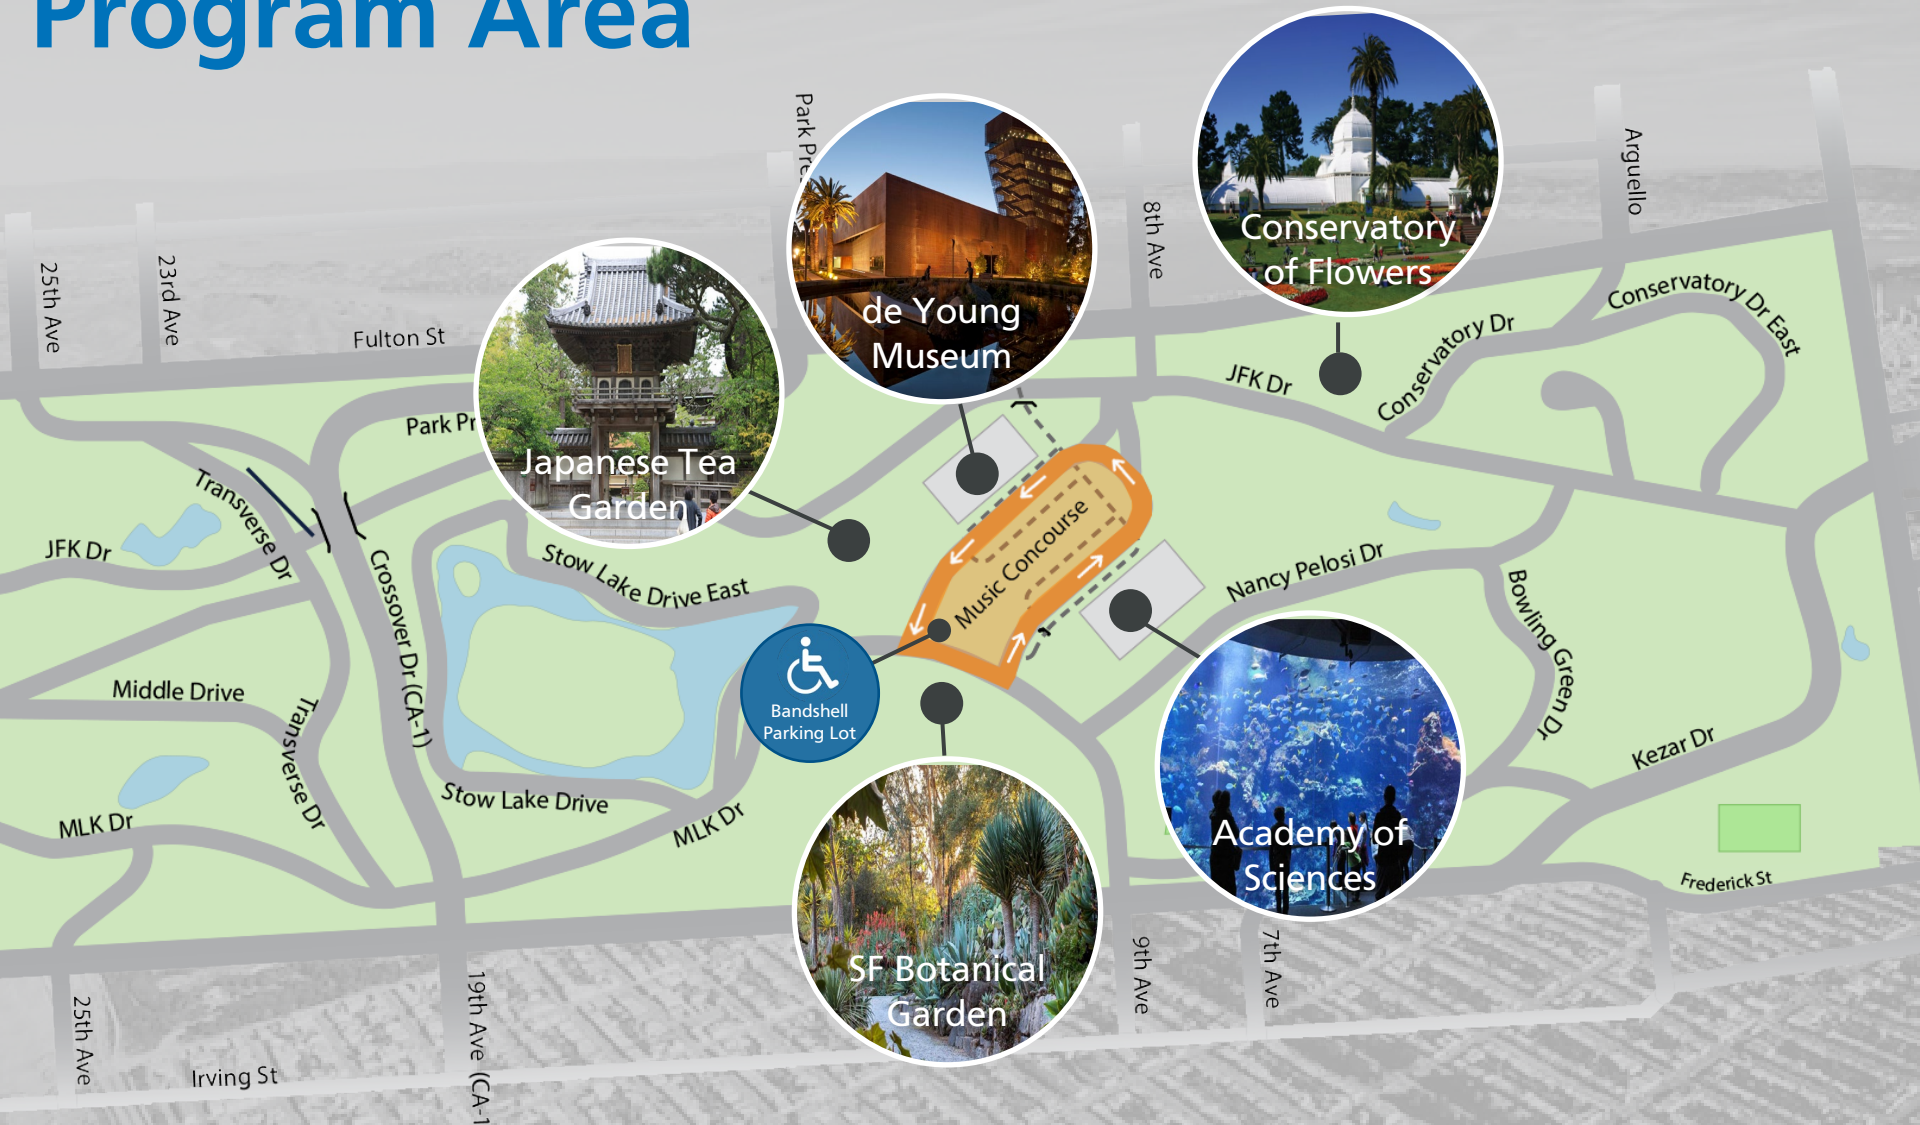 Program Area
Park Pre
Arguello
8th Ave
25th Ave
23rd Ave
Fulton St
Conservatory
of Flowers
de Young
Museum
Conservatory Dr East
Conservatory Dr
JFK Dr
Park Pr
Japanese Tea
Garden
Transverse Dr
JFK Dr
Crossover Dr (CA-1)
Stow Lake Drive East
Music Concourse
Nancy Pelosi Dr
Bowling Green Dr
Middle Drive
Transverse Dr
Bandshell
Parking Lot
Kezar Dr
Stow Lake Drive
MLK Dr
MLK Dr
Academy of
Sciences
Frederick St
SF Botanical
Garden
9th Ave
7th Ave
25th Ave
19th Ave (CA-1
Irving St